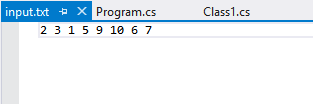 input.txt Program.cs Class1.cs
2 3 1 5 9 10 6 7